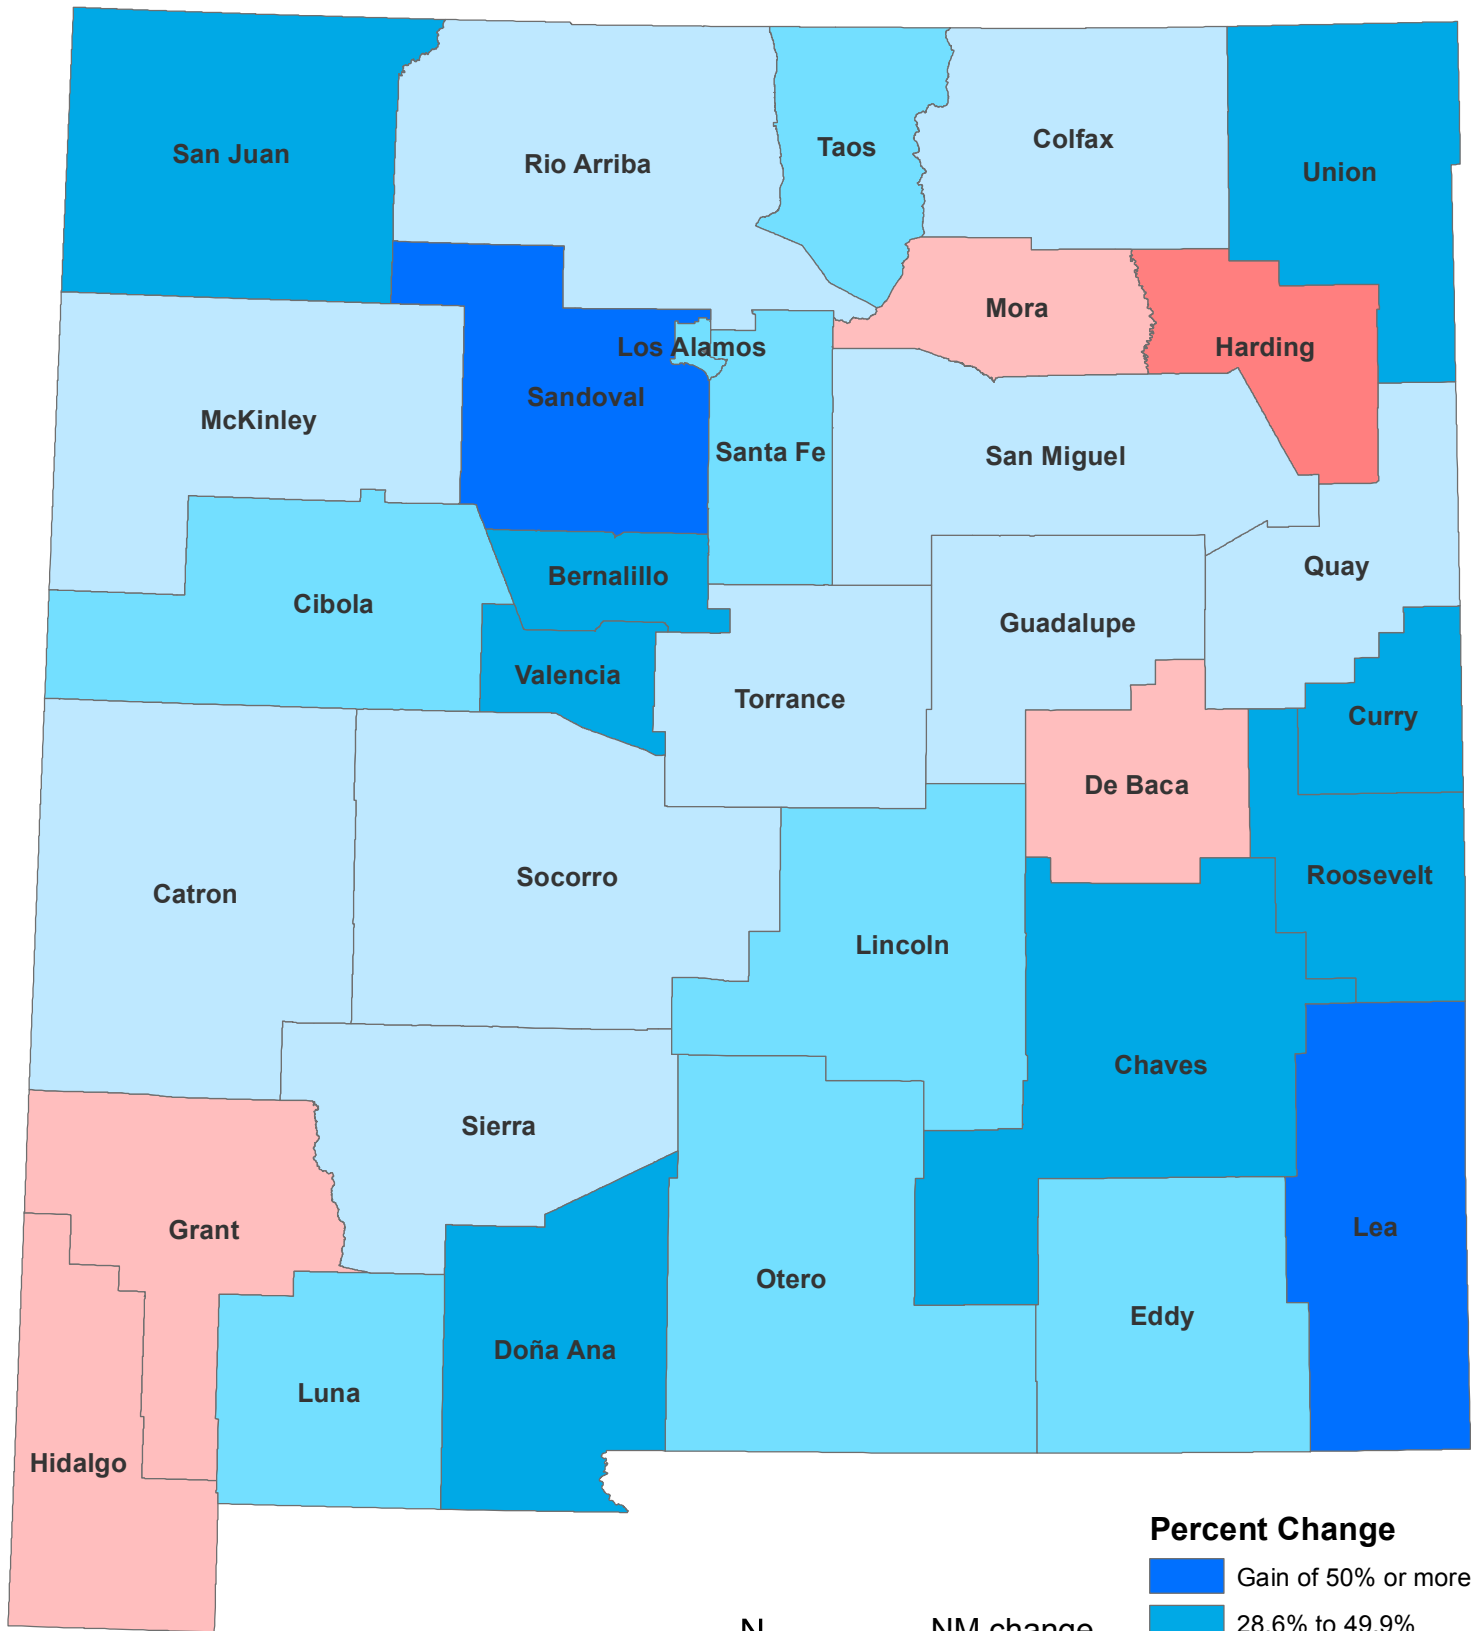 San Juan
Rio Arriba
Taos
Colfax
Union
Mora
Harding
Los Alamos
Sandoval
McKinley
Santa Fe
San Miguel
Quay
Bernalillo
Cibola
Guadalupe
Valencia
Torrance
Curry
De Baca
Roosevelt
Socorro
Catron
Lincoln
Chaves
Sierra
Grant
Lea
Otero
Eddy
Doña Ana
Luna
Hidalgo
Percent Change
Gain of 50% or more
N
NM change
28.6% to 49.9%